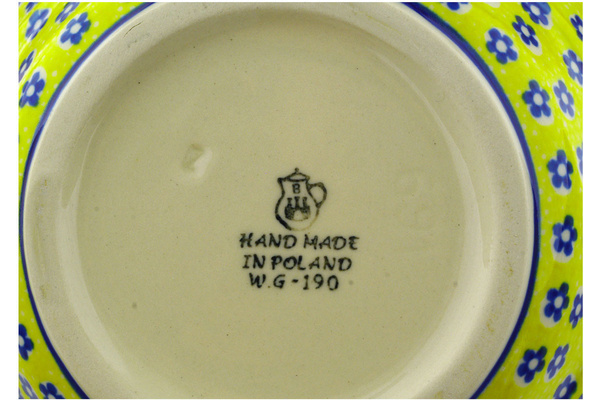 B
HAND MADE
IN POLAND
W.G-190